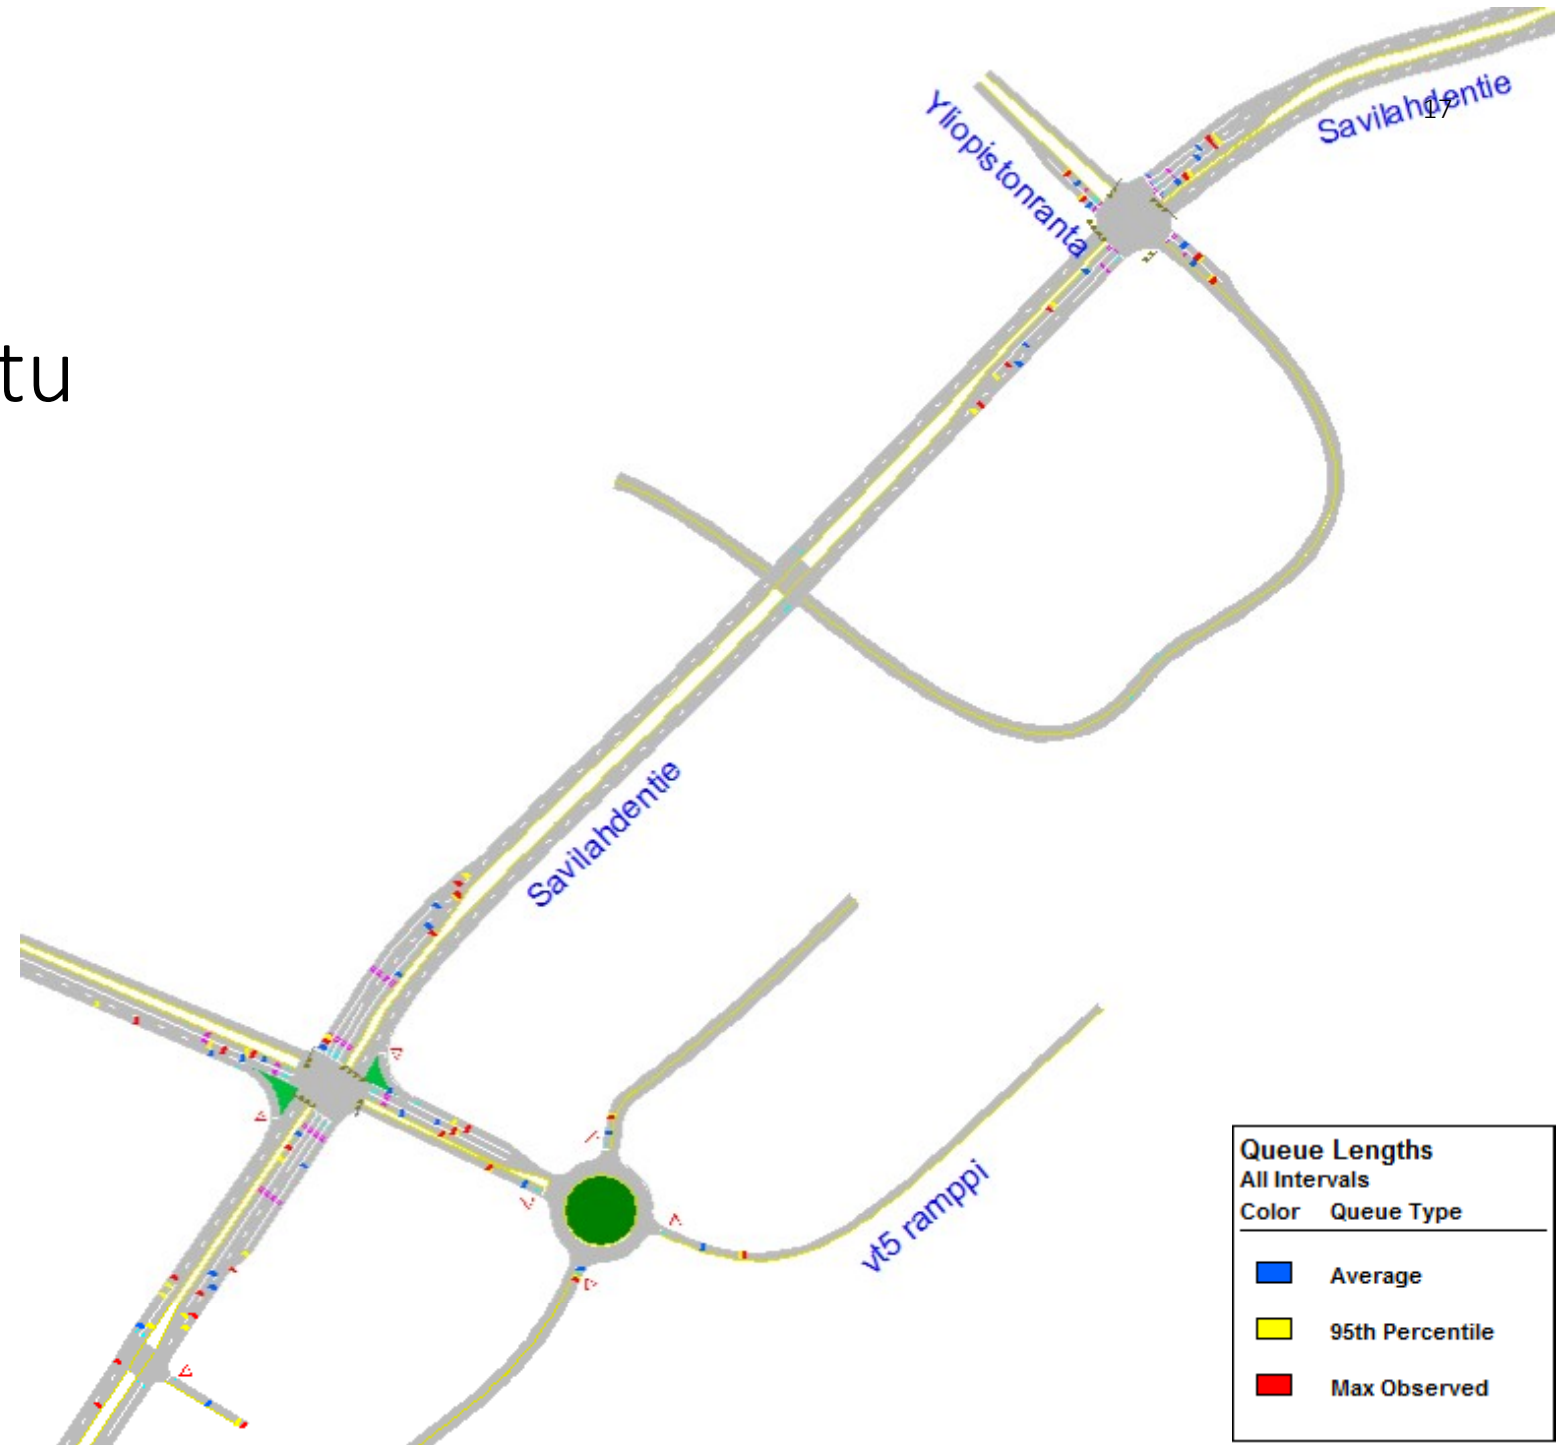 Yliopistonranta
Savilahdentie
17
tu
Savilahdentie
vt5 ramppi
Queue Lengths
All Intervals
Color Queue Type
Average
95th Percentile
Max Observed